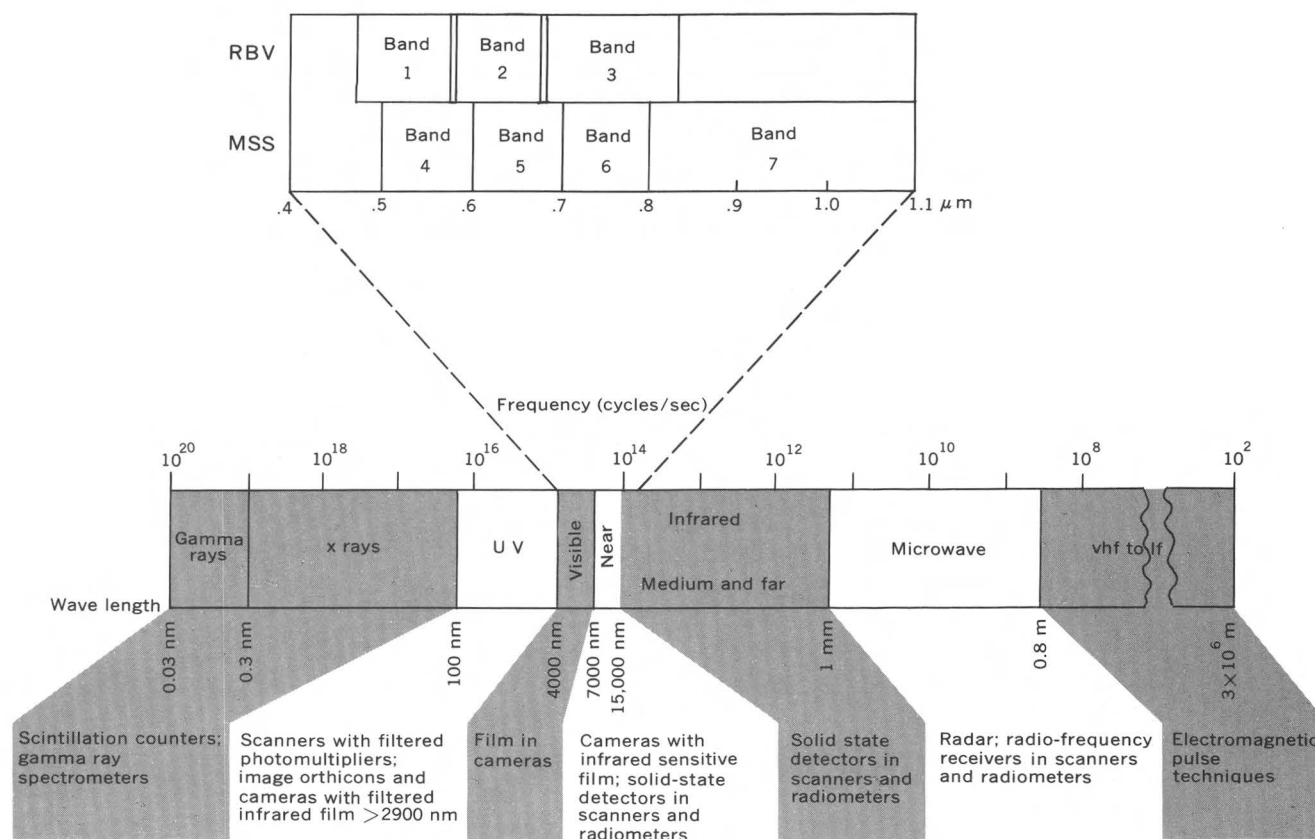 RBV
Band
1
Band
2
Band
3
MSS
Band
4
Band
5
Band
6
Band
7
.4 .5 .6 .7 .8 .9 1.0 1.1 μm
Frequency (cycles/sec)
10^20 10^18 10^16 10^14 10^12 10^10 10^8 10^2
Gamma
rays
x rays
U V
Visible
Near
Infrared
Medium and far
Microwave
vhf to lf
Wave length
0.03 nm
0.3 nm
100 nm
4000 nm
7000 nm
15,000 nm
1 mm
0.8 m
3×10^6 m
Scintillation counters;
gamma ray
spectrometers
Scanners with filtered
photomultipliers;
image orthicons and
cameras with filtered
infrared film >2900 nm
Film in
cameras
Cameras with
infrared sensitive
film; solid-state
detectors in
scanners and
radiometers
Solid state
detectors in
scanners and
radiometers
Radar; radio-frequency
receivers in scanners
and radiometers
Electromagnetic
pulse
techniques